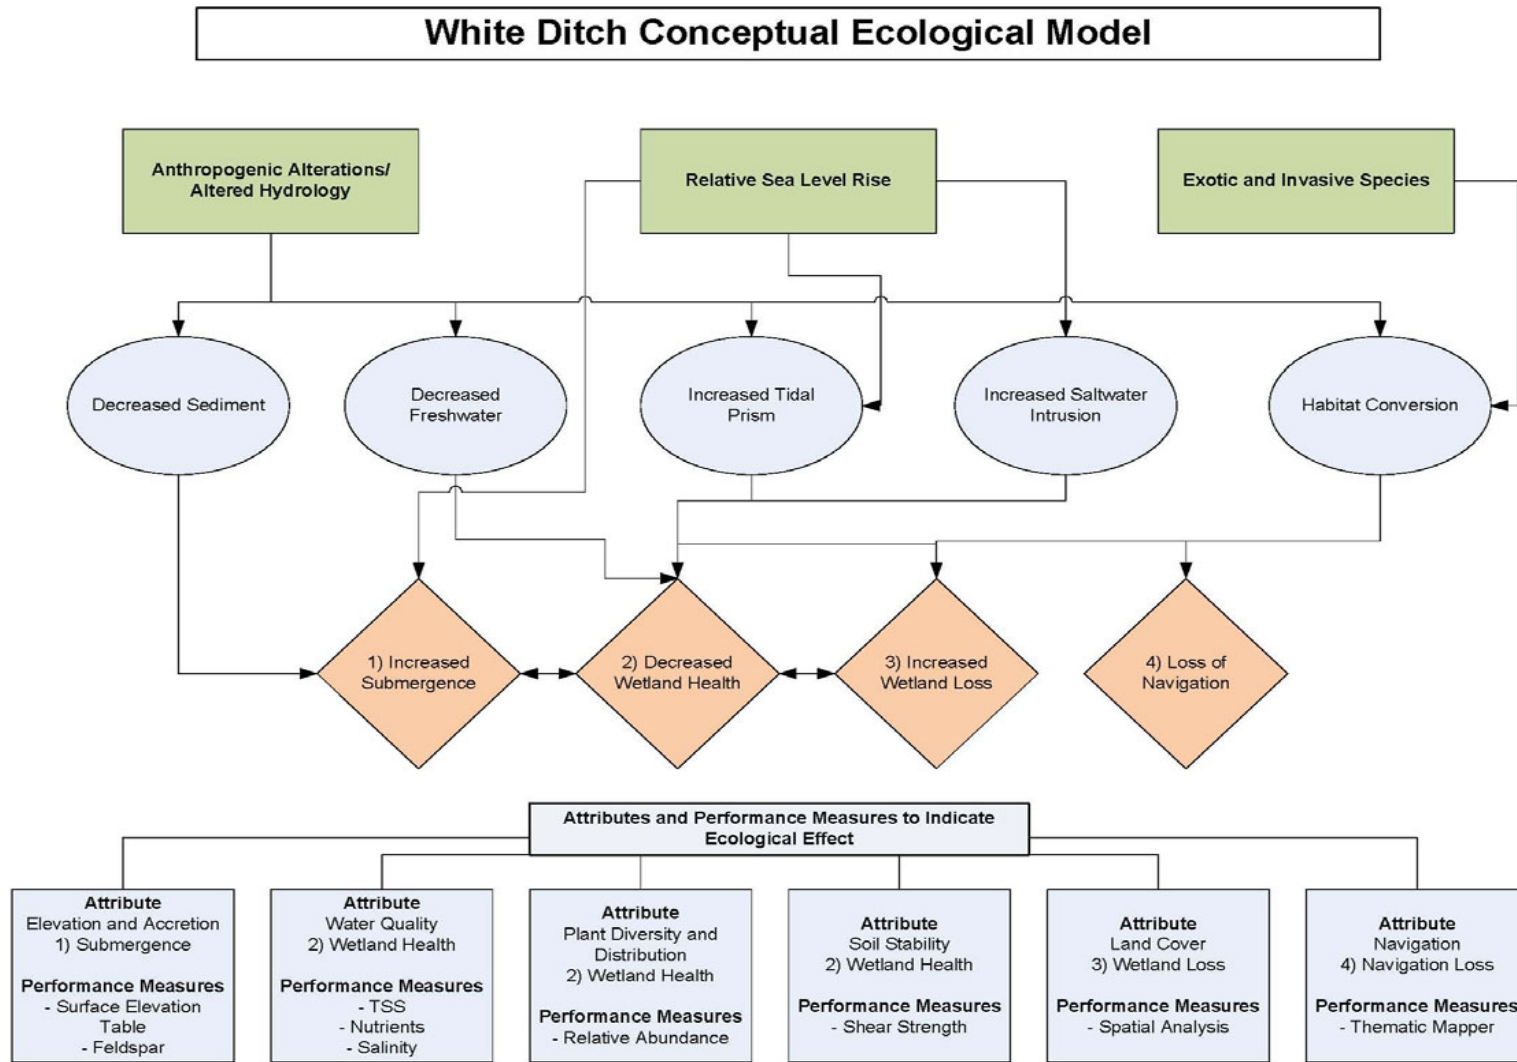 White Ditch Conceptual Ecological Model
Anthropogenic Alterations/
Altered Hydrology
Relative Sea Level Rise
Exotic and Invasive Species
Decreased Sediment
Decreased
Freshwater
Increased Tidal
Prism
Increased Saltwater
Intrusion
Habitat Conversion
1) Increased
Submergence
2) Decreased
Wetland Health
3) Increased
Wetland Loss
4) Loss of
Navigation
Attributes and Performance Measures to Indicate
Ecological Effect
Attribute
Elevation and Accretion
1) Submergence
Performance Measures
- Surface Elevation
Table
- Feldspar
Attribute
Water Quality
2) Wetland Health
Performance Measures
- TSS
- Nutrients
- Salinity
Attribute
Plant Diversity and
Distribution
2) Wetland Health
Performance Measures
- Relative Abundance
Attribute
Soil Stability
2) Wetland Health
Performance Measures
- Shear Strength
Attribute
Land Cover
3) Wetland Loss
Performance Measures
- Spatial Analysis
Attribute
Navigation
4) Navigation Loss
Performance Measures
- Thematic Mapper